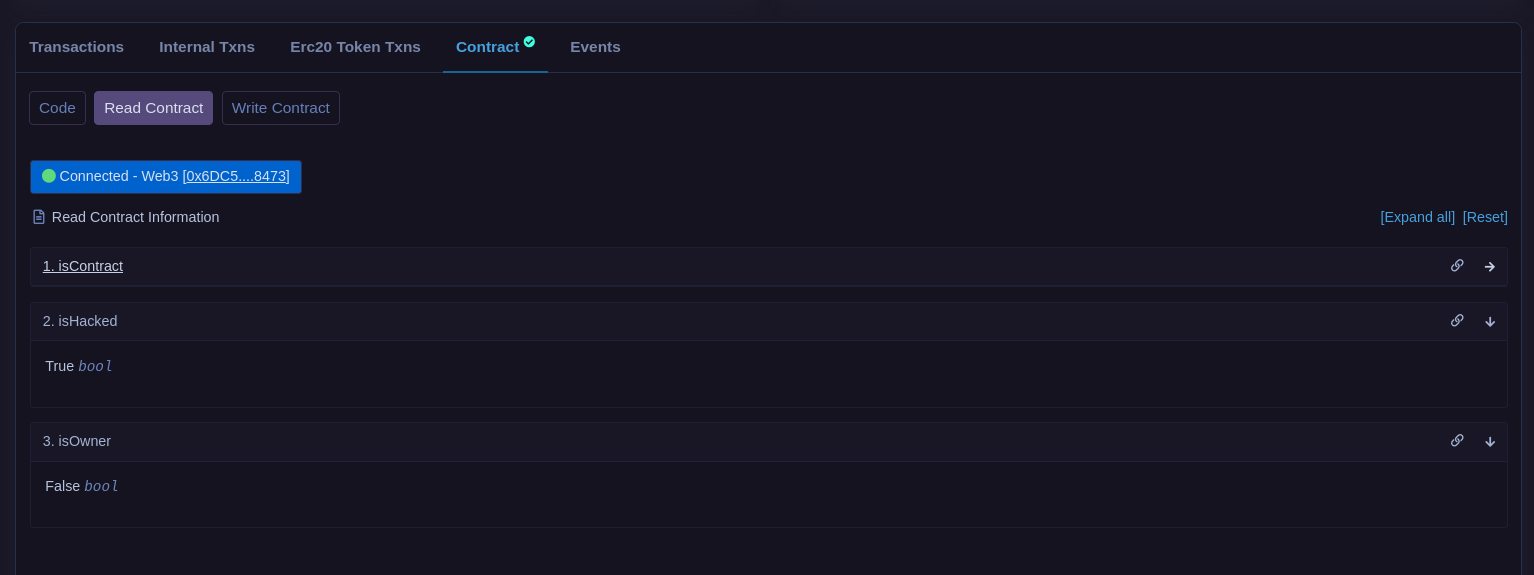 Transactions Internal Txns Erc20 Token Txns Contract Events
Code Read Contract Write Contract
Connected - Web3 [0x6DC5....8473]
Read Contract Information [Expand all] [Reset]
1. isContract
2. isHacked
True bool
3. isOwner
False bool